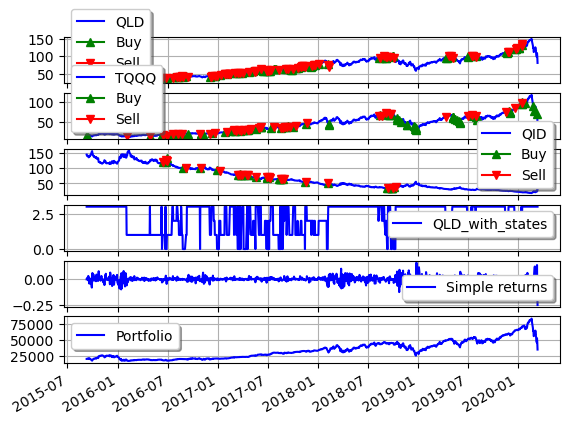 QLD
Buy
Sell
150
100
50
TQQQ
Buy
Sell
100
50
QID
Buy
Sell
150
100
50
2.5
0.0
QLD_with_states
0.00
−0.25
Simple returns
75000
50000
25000
Portfolio
2015-07
2016-01
2016-07
2017-01
2017-07
2018-01
2018-07
2019-01
2019-07
2020-01